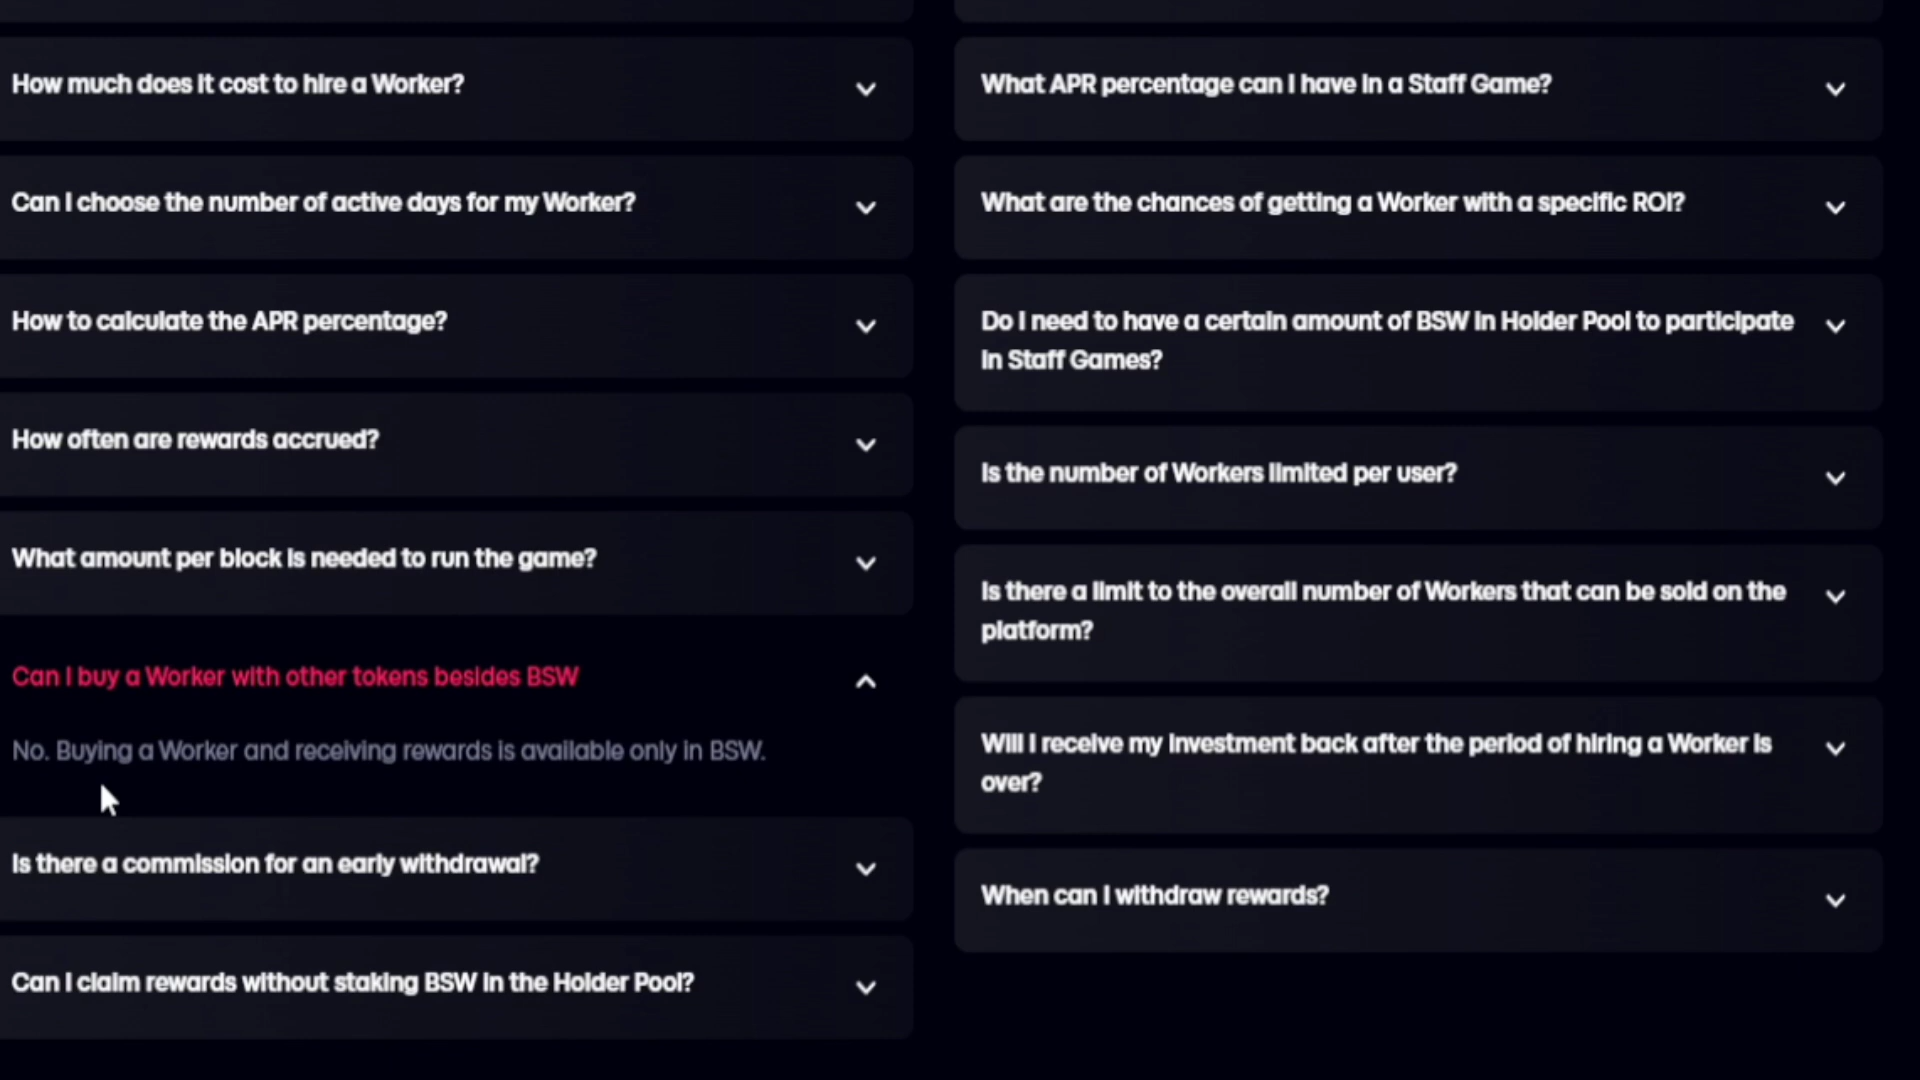 How much does it cost to hire a Worker?
Can I choose the number of active days for my Worker?
How to calculate the APR percentage?
How often are rewards accrued?
What amount per block is needed to run the game?
Can I buy a Worker with other tokens besides BSW
No. Buying a Worker and receiving rewards is available only in BSW.
Is there a commission for an early withdrawal?
Can I claim rewards without staking BSW in the Holder Pool?
What APR percentage can I have in a Staff Game?
What are the chances of getting a Worker with a specific ROI?
Do I need to have a certain amount of BSW in Holder Pool to participate
in Staff Games?
Is the number of Workers limited per user?
Is there a limit to the overall number of Workers that can be sold on the
platform?
Will I receive my investment back after the period of hiring a Worker is
over?
When can I withdraw rewards?